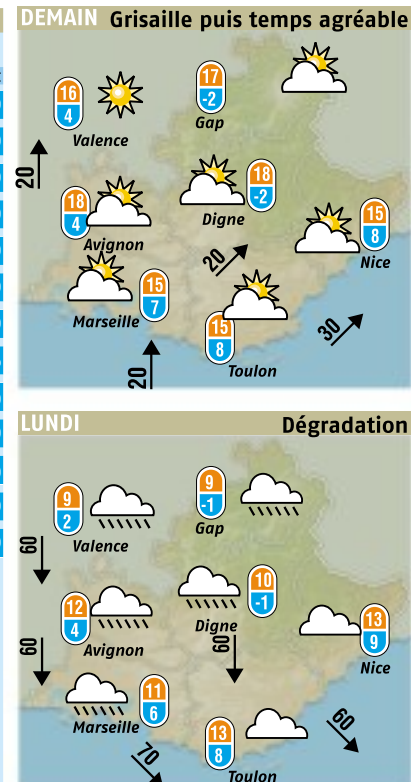 DEMAIN Grisaille puis temps agréable
17
-2
Gap
16
4
Valence
20
18
4
Avignon
18
-2
Digne
15
8
Nice
20
15
7
Marseille
15
8
Toulon
30
20
LUNDI Dégradation
9
-1
Gap
9
2
Valence
60
10
-1
Digne
12
4
Avignon
13
9
Nice
60
60
11
6
Marseille
13
8
Toulon
60
70